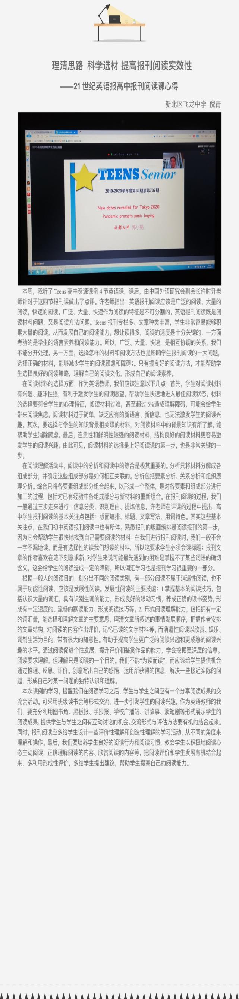 理清思路 科学选材 提高报刊阅读实效性
——21 世纪英语报高中报刊阅读课心得
新北区飞龙中学 倪青
TEENS高中资源课例专家点评云直播
TEENS Senior
2019-2020学年度第33期总第787期
New dates revealed for Tokyo 2020
Pandemic prompts panic buying
成都七中 郭小娟
本周，我听了 Teens 高中资源课例 4 节英语课，课后，由中国外语研究会副会长许时升老
师针对于这四节报刊课做出了点评。许老师指出：英语报刊阅读应该是广泛的阅读，大量的
阅读，快速的阅读。广泛、大量、快速作为阅读的特征是不可分割的。英语报刊阅读既是阅
读材料问题，又是阅读方法问题。Teens 报刊专栏多、文章种类丰富，学生非常容易能够积
累大量的阅读，从而发展自己的阅读能力。想让读得多，阅读的速度是十分关键的，一方面
考验的是学生的语言素养和阅读能力。所以，广泛、大量、快速，是相互协调的关系，我们
不能分开处理。另一方面，选择怎样的材料和阅读方法也是影响学生报刊阅读的一大问题，
选择正确的材料，能够减少学生的阅读顾虑和障碍；。只有握良好的阅读方法，才能帮助学
生选择良好的阅读策略，理解自己的阅读文化，形成自己的阅读素养。
在阅读材料的选择方面，作为英语教师，我们应该注意以下几点：首先，学生对阅读材料
有兴趣、趣味性强，有利于激发学生的阅读愿望，帮助学生快速地进入最佳阅读状态。材料
的选择要符合学生的心理特征，阅读材料过难，甚至超过 5%造成理解障碍，可能会给学生
带来阅读焦虑。阅读材料过于简单，缺乏应有的新语言、新信息，也无法激发学生的阅读兴
趣。其次，要选择与学生的知识背景相关联的材料，对阅读材料中的背景知识有所了解，能
帮助学生消除顾虑。最后，连贯性和鲜明性较强的阅读材料，结构良好的阅读材料更容易激
发学生的阅读兴趣。由此可见，阅读材料的选择是上好阅读课的第一步，也是非常关键的一
步。
在阅读理解活动中，阅读中的分析和阅读中的综合是极其重要的。分析只将材料分解成各
组成部分，并确定这些组成部分是如何相互关联的。分析包括要素分析、关系分析和组织原
理分析。综合只将各要素组成部分组合起来，以形成一个整体，是对各要素和组成部分进行
加工的过程，包括对已有经验中各组成部分与新材料的重新组合。在报刊阅读的过程，我们
一般通过三步走来进行：信息分类、识别理由、提炼信息。许老师在评课的过程中提出，高
中学生报刊阅读的基本关注点包括：版面编排、标题、文章写法、用词特色。其实这些基本
关注点，在我们初中英语报刊阅读中也有所体。熟悉报刊的版面编排是阅读报刊的第一步，
因为它会帮助学生很快地找到自己需要阅读的材料；在我们进行报刊阅读时，我们一般不会
一字不漏地读，而是有选择性的读我们想读的材料，所以这要求学生必须会读标题；报刊文
章的作者喜欢在笔下刻意求新，对学生来说可能最先遇到的困难是掌握不了某些词语的确切
含义，这会给学生的阅读造成一定的障碍，所以词汇学习也是报刊学习很重要的一部分。
根据一般人的阅读目的，划分出不同的阅读类别，有一部分阅读不属于消遣性阅读，也不
属于功能性阅读，应该是发展性阅读。发展性阅读的主要技能：1.掌握基本的阅读技巧，包
括认识大量的词汇，具有识别生词的能力，形成良好的眼动习惯，养成正确的读书姿势，形
成有一定速度的、流畅的默读能力、形成朗读技巧等。2. 形式阅读理解能力，包括拥有一定
的词汇量，能选择和理解文章的主要意思，理清文章所叙述的事情发展顺序，把握作者安排
的文章结构，对阅读的内容作出评价，记忆已读的文字材料等。而消遣性阅读以欣赏、娱乐、
调剂生活为目的，带有很大的随意性。有助于提高学生更广泛的阅读兴趣和更成熟的阅读兴
趣的水平。通过阅读促进个性发展，提升评价和鉴赏作品的能力，学会挖掘更深层的信息。
阅读要求理解，但理解只是阅读的一个目的。我们不能“为读而读”，而应该给学生提供机会
通过推理、反思、评价。创意写出自己的感悟，运用所获得的信息，解决一些接近实际的问
题，形成自己对某一问题的独特认识和理解。
本次课例的学习，提醒我们在阅读学习之后，学生与学生之间应有一个分享阅读成果的交
流会活动。可采用班级读书会等形式交流，进一步引发学生的阅读兴趣。作为英语教师的我
们，要充分利用图书角、黑板报、手抄报、学校广播站、讲故事、演短剧等形式展示学生的
阅读成果，提供学生与学生之间有互动讨论的机会。交流形式与评估方法要有机的结合起来。
同时，报刊阅读应多给学生设计一些评价性理解和创造性理解的学习活动，从不同的角度来
理解和操作。最后，我们要培养学生良好的阅读行为和阅读习惯，教会学生以积极地阅读心
态主动阅读，正确理解阅读的内容、欣赏阅读的内容等，把阅读评价和学生发展有机结合起
来，多利用形成性评价，多给学生提出建议，帮助学生提高自己的阅读能力。